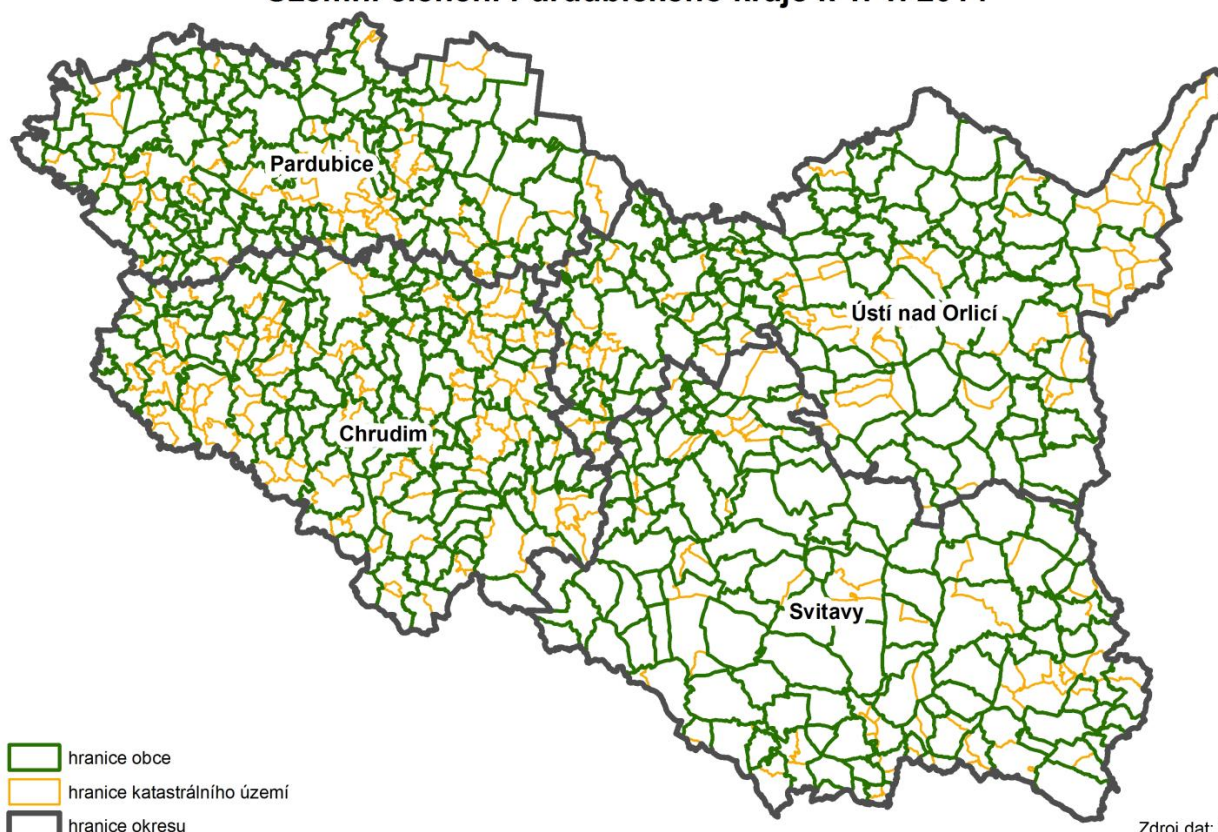 Pardubice
Ústí nad Orlicí
Chrudim
Svitavy
hranice obce
hranice katastrálního území
hranice okresu
Zdroj dat: